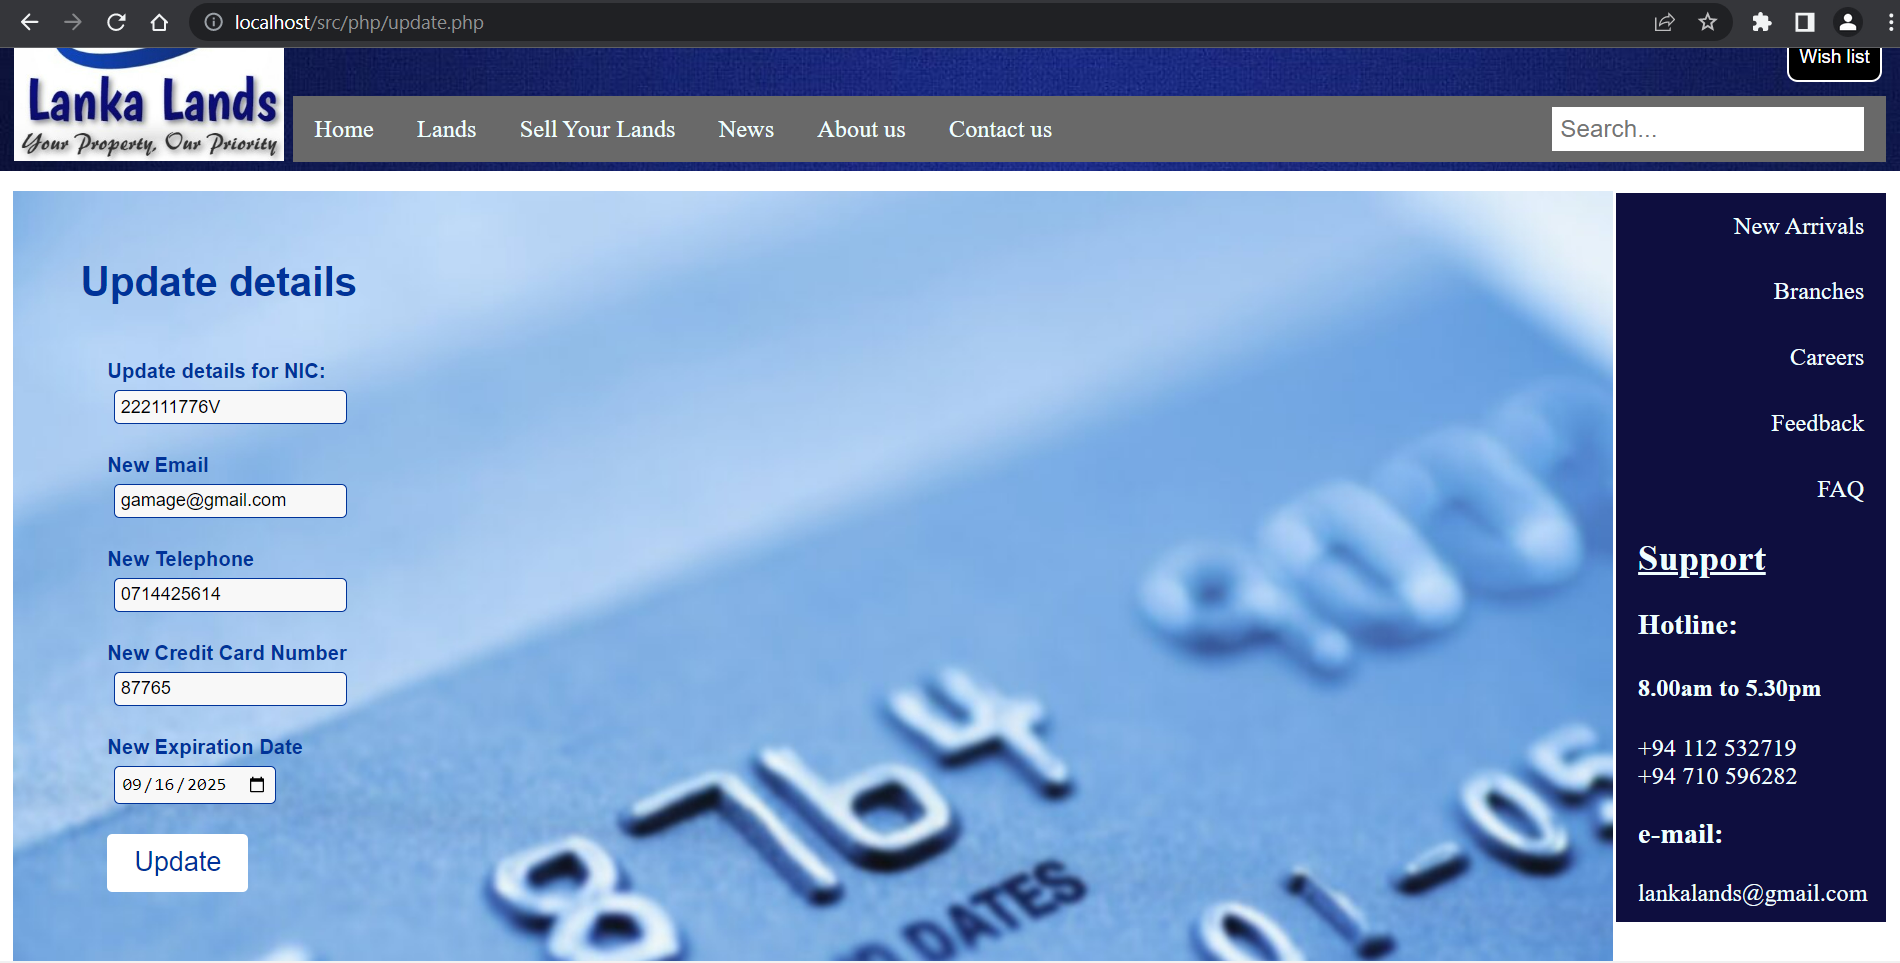 localhost/src/php/update.php
Wish list
Lanka Lands
Your Property, Our Priority
Home Lands Sell Your Lands News About us Contact us Search...
Update details
Update details for NIC:
222111776V
New Email
gamage@gmail.com
New Telephone
0714425614
New Credit Card Number
87765
New Expiration Date
09/16/2025
Update
New Arrivals
Branches
Careers
Feedback
FAQ
Support
Hotline:
8.00am to 5.30pm
+94 112 532719
+94 710 596282
e-mail:
lankalands@gmail.com
8764
DATES
01-05